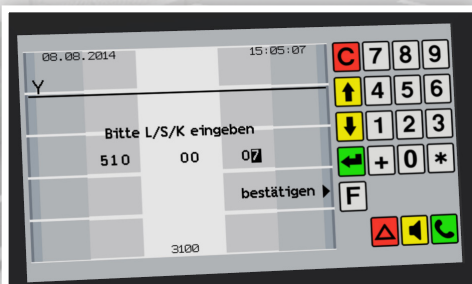 08.08.2014 15:05:07
Y
Bitte L/S/K eingeben
510 00 07
bestätigen
3100
C 7 8 9
4 5 6
1 2 3
+ 0 *
F